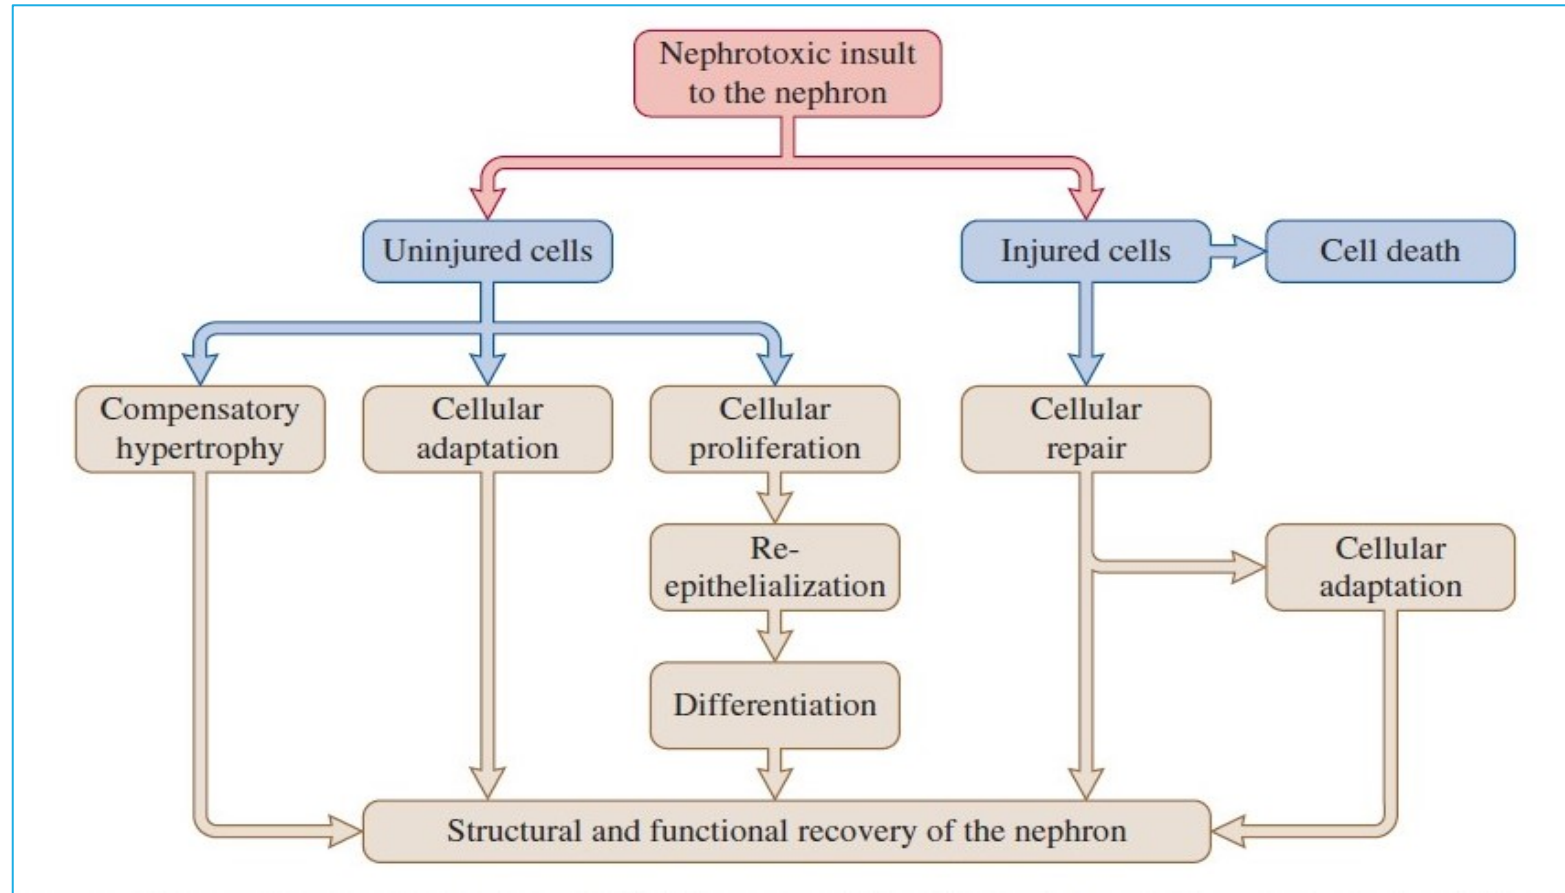 Nephrotoxic insult
to the nephron
Uninjured cells
Injured cells
Cell death
Compensatory
hypertrophy
Cellular
adaptation
Cellular
proliferation
Cellular
repair
Re-
epithelialization
Cellular
adaptation
Differentiation
Structural and functional recovery of the nephron